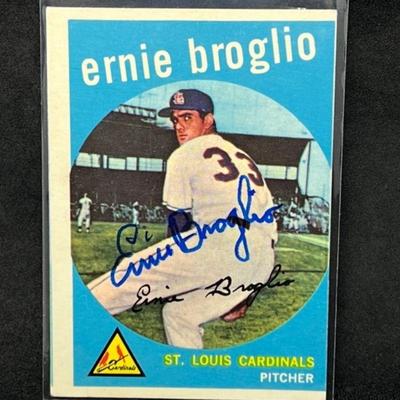 ernie broglio
33
Ernie Broglio
Ernie Broglio
Cardinals
ST. LOUIS CARDINALS
PITCHER